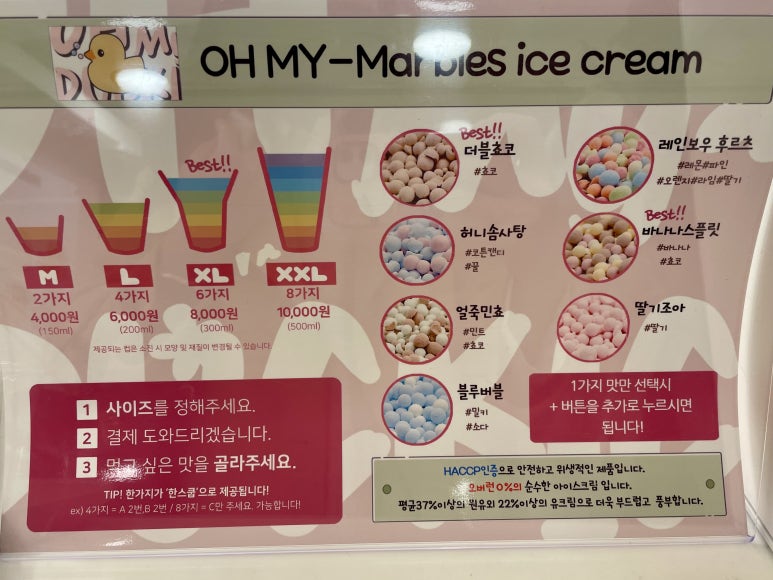 OH MY-Marbles ice cream
Best!!
M
L
XL
XXL
2가지
4가지
6가지
8가지
4,000원
6,000원
8,000원
10,000원
(150ml)
(200ml)
(300ml)
(500ml)
제공되는 컵은 소진 시 모양 및 재질이 변경될 수 있습니다.
1 사이즈를 정해주세요.
2 결제 도와드리겠습니다.
3 먹고 싶은 맛을 골라주세요.
TIP! 한가지가 '한스쿱'으로 제공됩니다!
ex) 4가지 = A 2번,B 2번 / 8가지 = C만 주세요. 가능합니다!
Best!!
더블쵸코
#쵸코
허니솜사탕
#코튼캔디
#꿀
얼죽민쵸
#민트
#쵸코
블루버블
#밀키
#소다
레인보우 후르츠
#레몬#파인
#오렌지#라임#딸기
Best!!
바나나스플릿
#바나나
#쵸코
딸기조아
#딸기
1가지 맛만 선택시
+ 버튼을 추가로 누르시면
됩니다!
HACCP인증으로 안전하고 위생적인 제품입니다.
오버런 0%의 순수한 아이스크림 입니다.
평균37%이상의 원유와 22%이상의 유크림으로 더욱 부드럽고 풍부합니다.